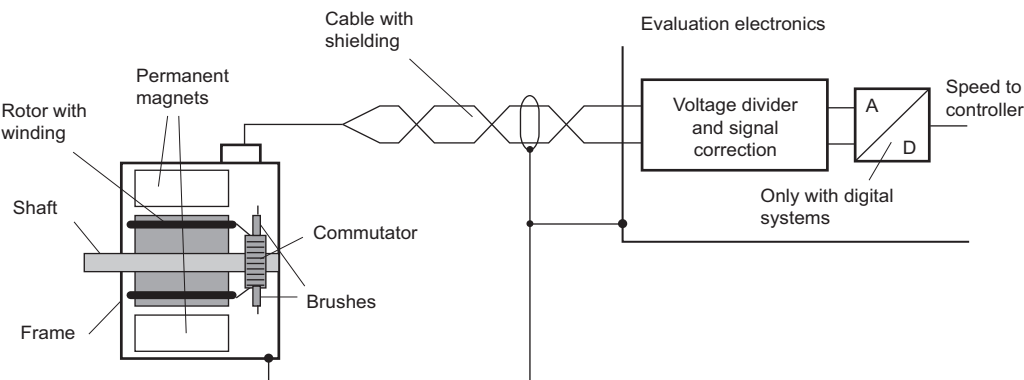 Cable with
shielding
Evaluation electronics
Permanent
magnets
Rotor with
winding
Voltage divider
and signal
correction
A
D
Speed to
controller
Only with digital
systems
Shaft
Commutator
Brushes
Frame